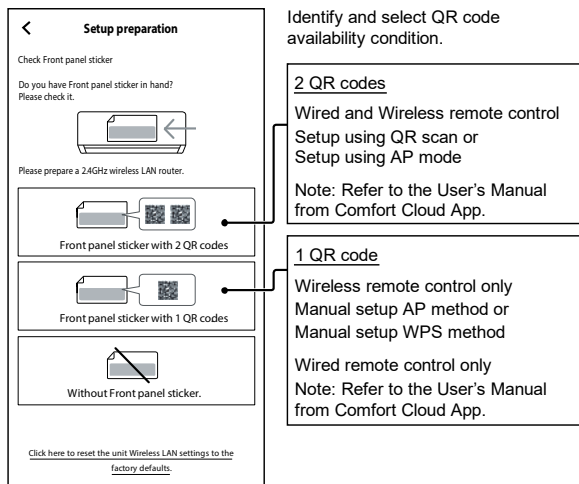 Setup preparation
Check Front panel sticker
Do you have Front panel sticker in hand?
Please check it.
Please prepare a 2.4GHz wireless LAN router.
Front panel sticker with 2 QR codes
Front panel sticker with 1 QR codes
Without Front panel sticker.
Click here to reset the unit Wireless LAN settings to the
factory defaults.
Identify and select QR code
availability condition.
2 QR codes
Wired and Wireless remote control
Setup using QR scan or
Setup using AP mode
Note: Refer to the User's Manual
from Comfort Cloud App.
1 QR code
Wireless remote control only
Manual setup AP method or
Manual setup WPS method
Wired remote control only
Note: Refer to the User's Manual
from Comfort Cloud App.